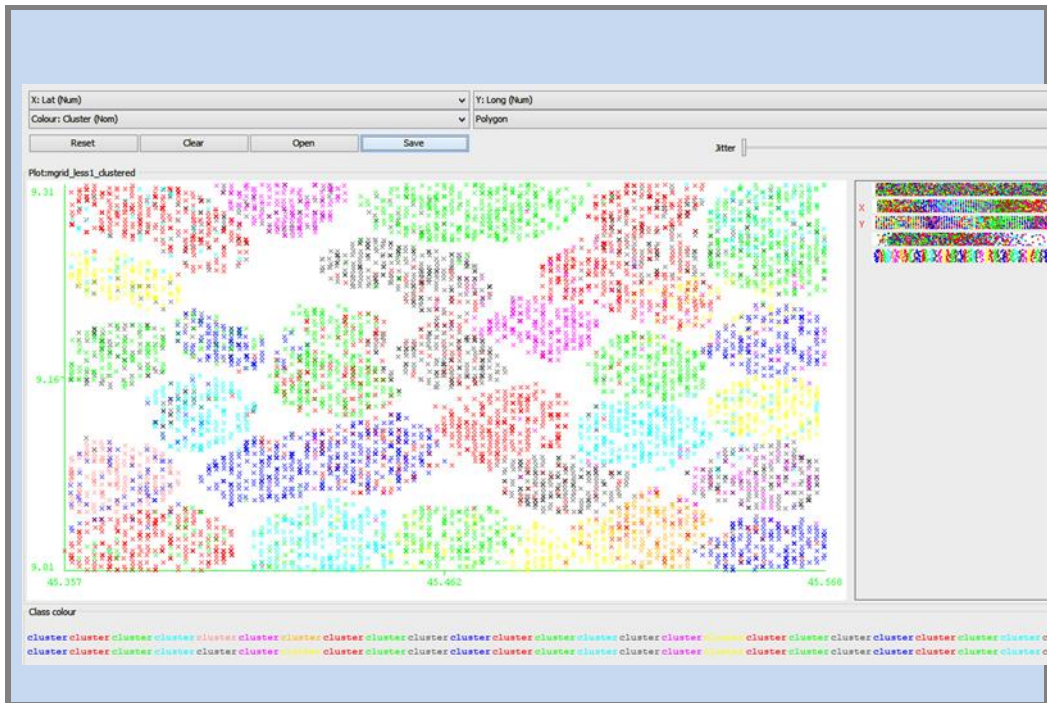 X: Lat (Num) Y: Long (Num)
Colour: Cluster (Nom) Polygon
Reset Clear Open Save Jitter
Plot:mgrid_less1_clustered
9.31
X
Y
9.16
9.01
45.357 45.462 45.568
Class colour
cluster cluster cluster cluster cluster cluster cluster cluster cluster cluster cluster cluster cluster cluster cluster cluster cluster cluster cluster cluster cluster cluster cluster cluster
cluster cluster cluster cluster cluster cluster cluster cluster cluster cluster cluster cluster cluster cluster cluster cluster cluster cluster cluster cluster cluster cluster cluster cluster